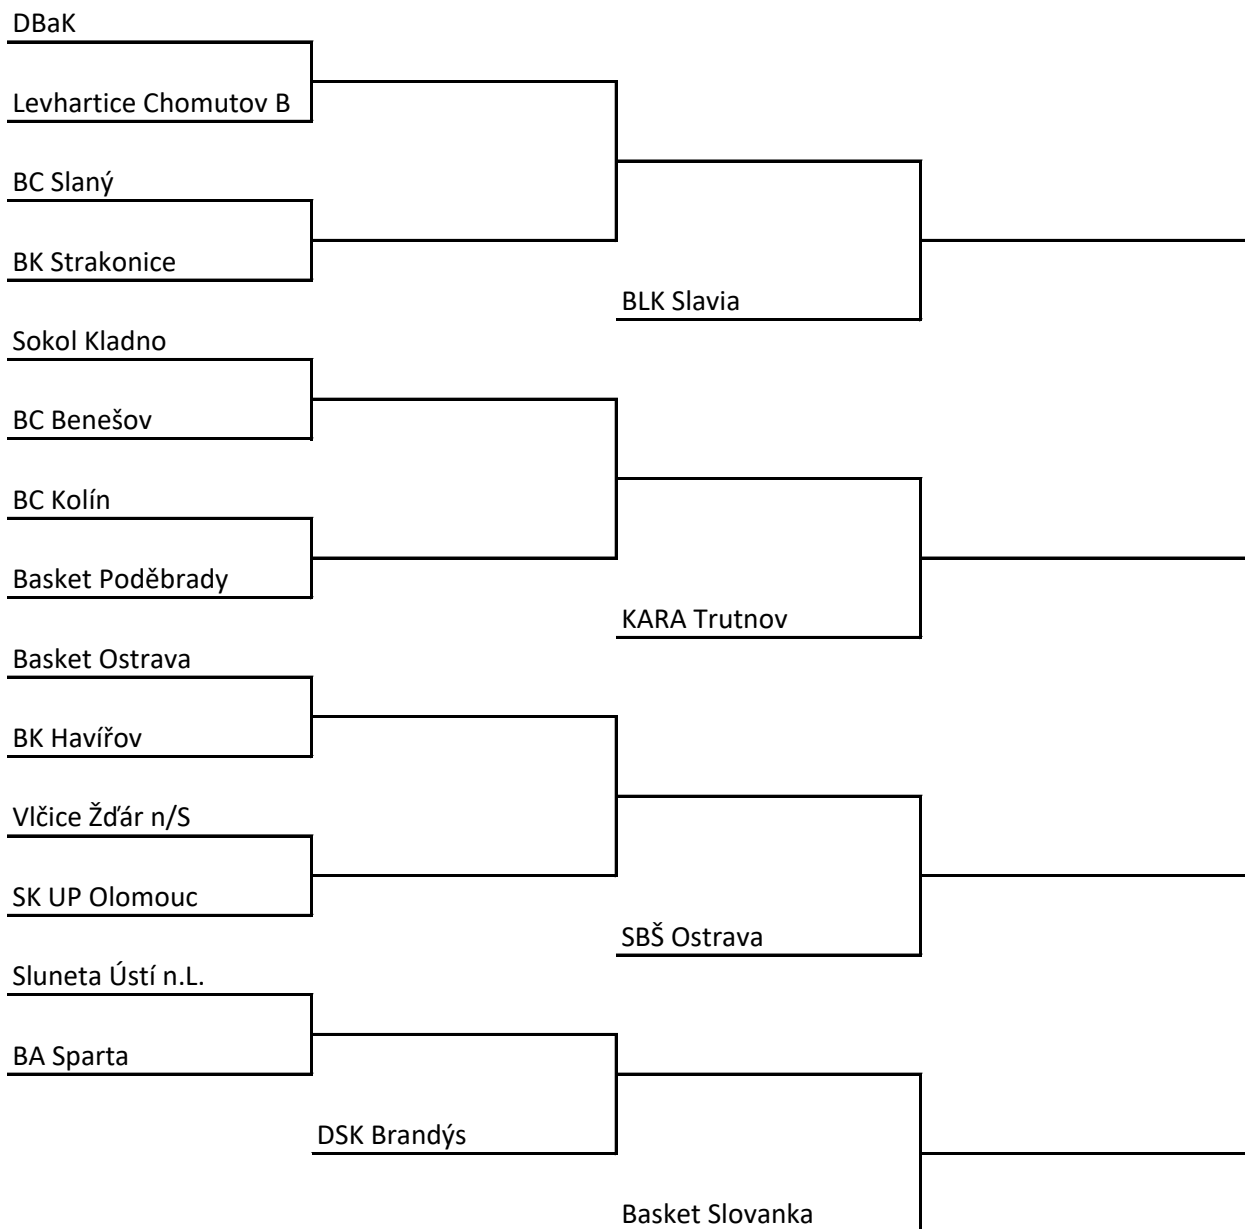 DBaK
Levhartice Chomutov B
BC Slaný
BK Strakonice
BLK Slavia
Sokol Kladno
BC Benešov
BC Kolín
Basket Poděbrady
KARA Trutnov
Basket Ostrava
BK Havířov
Vlčice Žďár n/S
SK UP Olomouc
SBŠ Ostrava
Sluneta Ústí n.L.
BA Sparta
DSK Brandýs
Basket Slovanka